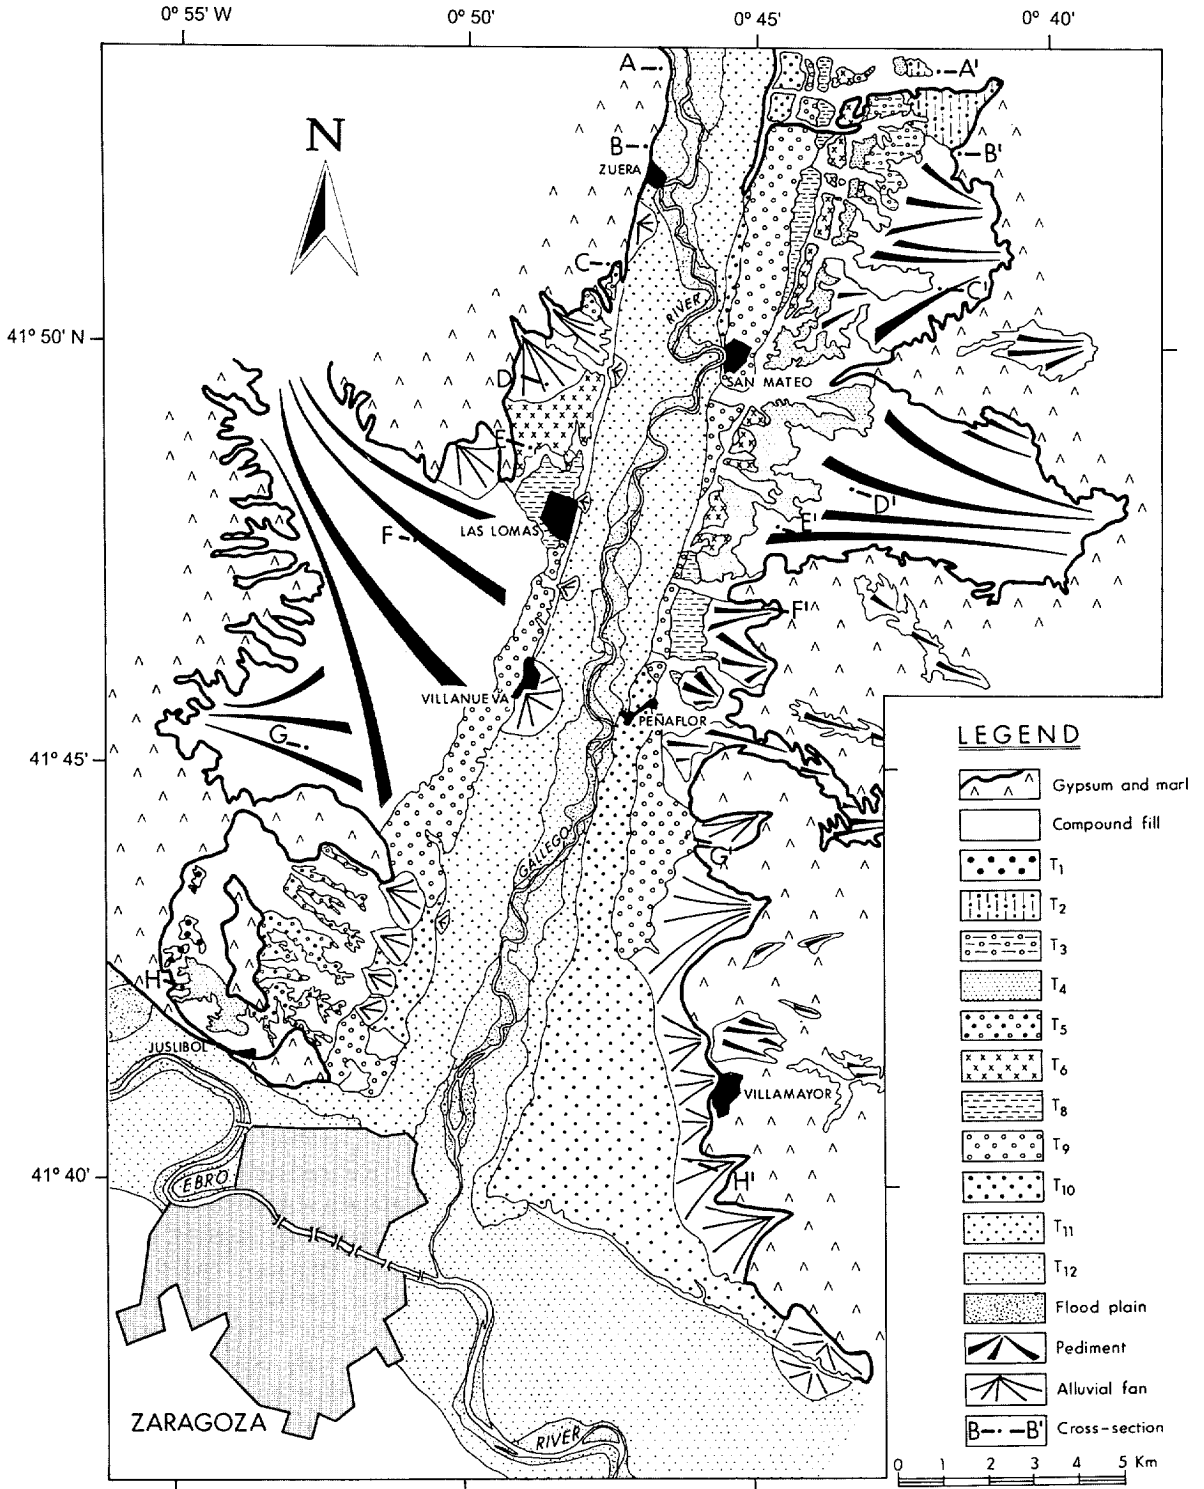 0° 55' W
0° 50'
0° 45'
0° 40'
A
A'
N
B
B'
ZUERA
C
C'
RIVER
41° 50' N
D
SAN MATEO
E
D'
F
LAS LOMAS
E'
F'
VILLANUEVA
PEÑAFLOR
G
41° 45'
GALLEGO
G'
H
JUSLIBOL
VILLAMAYOR
41° 40'
EBRO
H'
ZARAGOZA
RIVER
LEGEND
Gypsum and marl
Compound fill
T1
T2
T3
T4
T5
T6
T8
T9
T10
T11
T12
Flood plain
Pediment
Alluvial fan
B B' Cross-section
0 1 2 3 4 5 Km